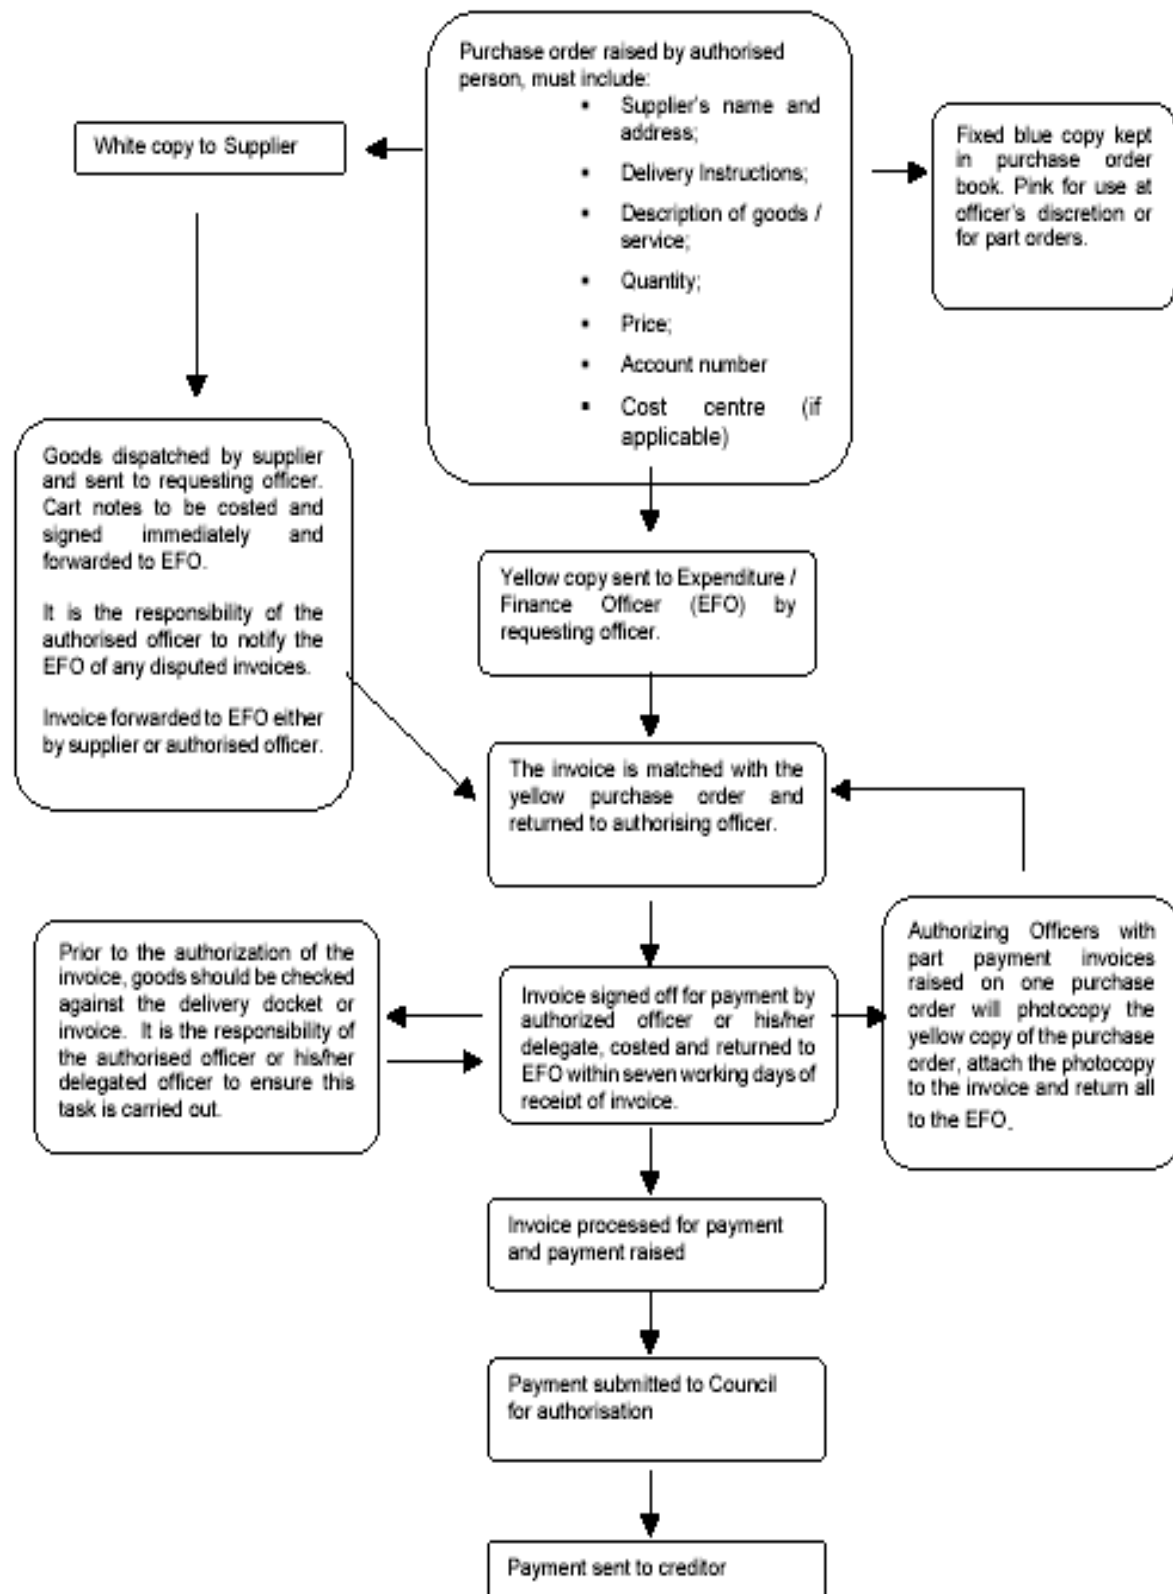 Purchase order raised by authorised
person, must include:
▪ Supplier's name and
address;
▪ Delivery Instructions;
▪ Description of goods /
service;
▪ Quantity;
▪ Price;
▪ Account number
▪ Cost centre (if
applicable)
White copy to Supplier
Fixed blue copy kept
in purchase order
book. Pink for use at
officer's discretion or
for part orders.
Goods dispatched by supplier
and sent to requesting officer.
Cart notes to be costed and
signed immediately and
forwarded to EFO.
It is the responsibility of the
authorised officer to notify the
EFO of any disputed invoices.
Invoice forwarded to EFO either
by supplier or authorised officer.
Yellow copy sent to Expenditure /
Finance Officer (EFO) by
requesting officer.
The invoice is matched with the
yellow purchase order and
returned to authorising officer.
Prior to the authorization of the
invoice, goods should be checked
against the delivery docket or
invoice. It is the responsibility of
the authorised officer or his/her
delegated officer to ensure this
task is carried out.
Invoice signed off for payment by
authorized officer or his/her
delegate, costed and returned to
EFO within seven working days of
receipt of invoice.
Authorizing Officers with
part payment invoices
raised on one purchase
order will photocopy the
yellow copy of the purchase
order, attach the photocopy
to the invoice and return all
to the EFO.
Invoice processed for payment
and payment raised
Payment submitted to Council
for authorisation
Payment sent to creditor